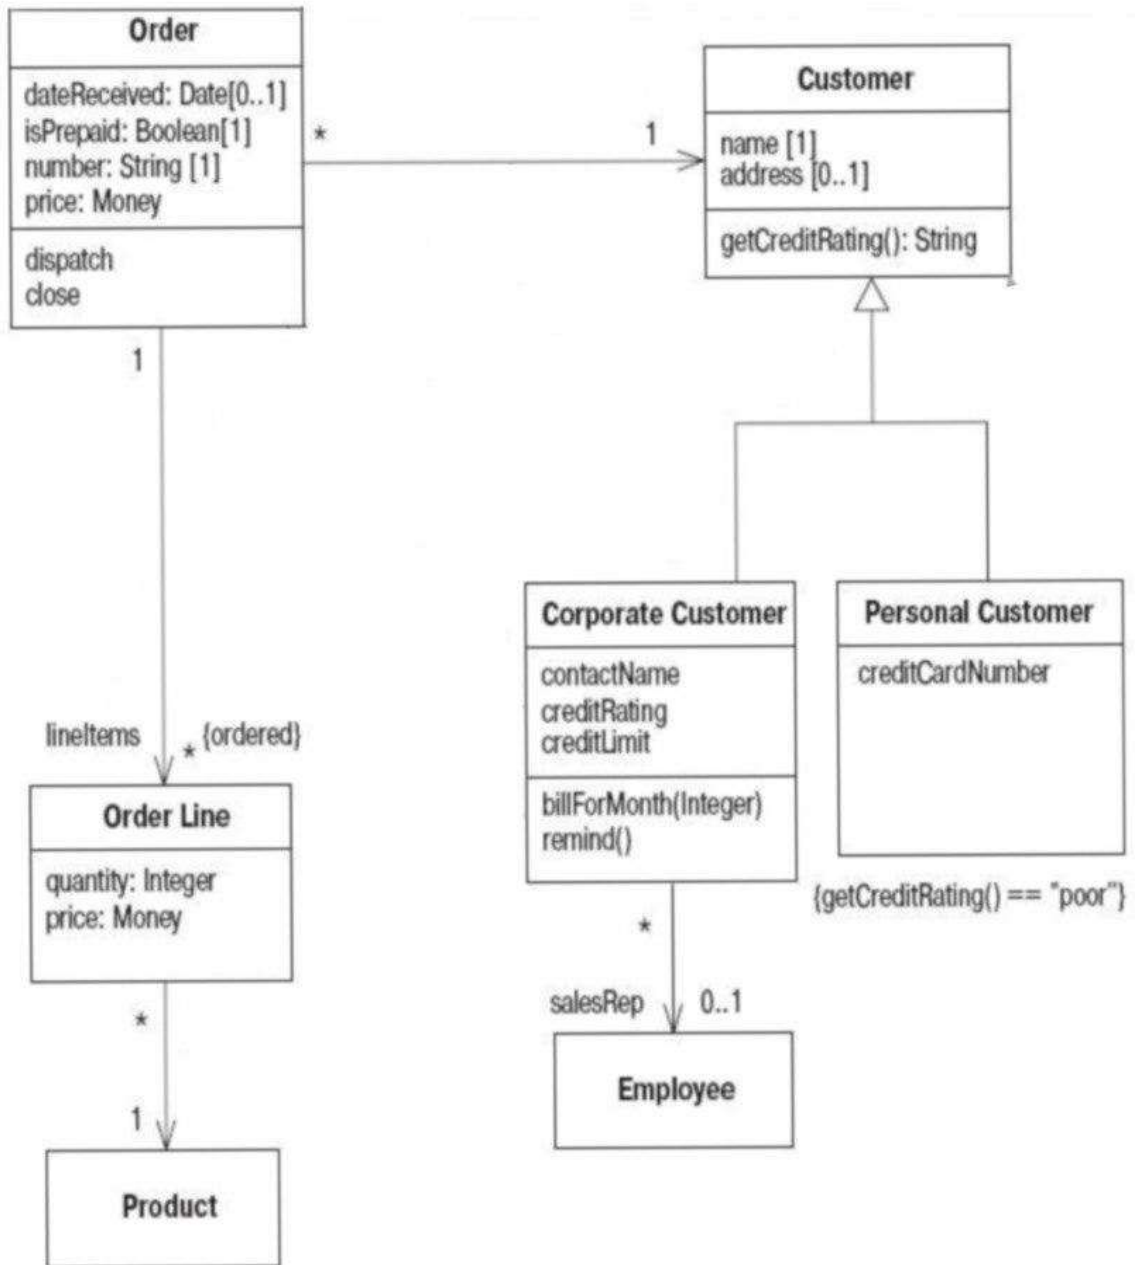 Order
dateReceived: Date[0..1]
isPrepaid: Boolean[1]
number: String [1]
price: Money
dispatch
close
*
1
Customer
name [1]
address [0..1]
getCreditRating(): String
1
lineItems
* {ordered}
Order Line
quantity: Integer
price: Money
*
1
Product
Corporate Customer
contactName
creditRating
creditLimit
billForMonth(Integer)
remind()
*
salesRep
0..1
Employee
Personal Customer
creditCardNumber
{getCreditRating() == "poor"}